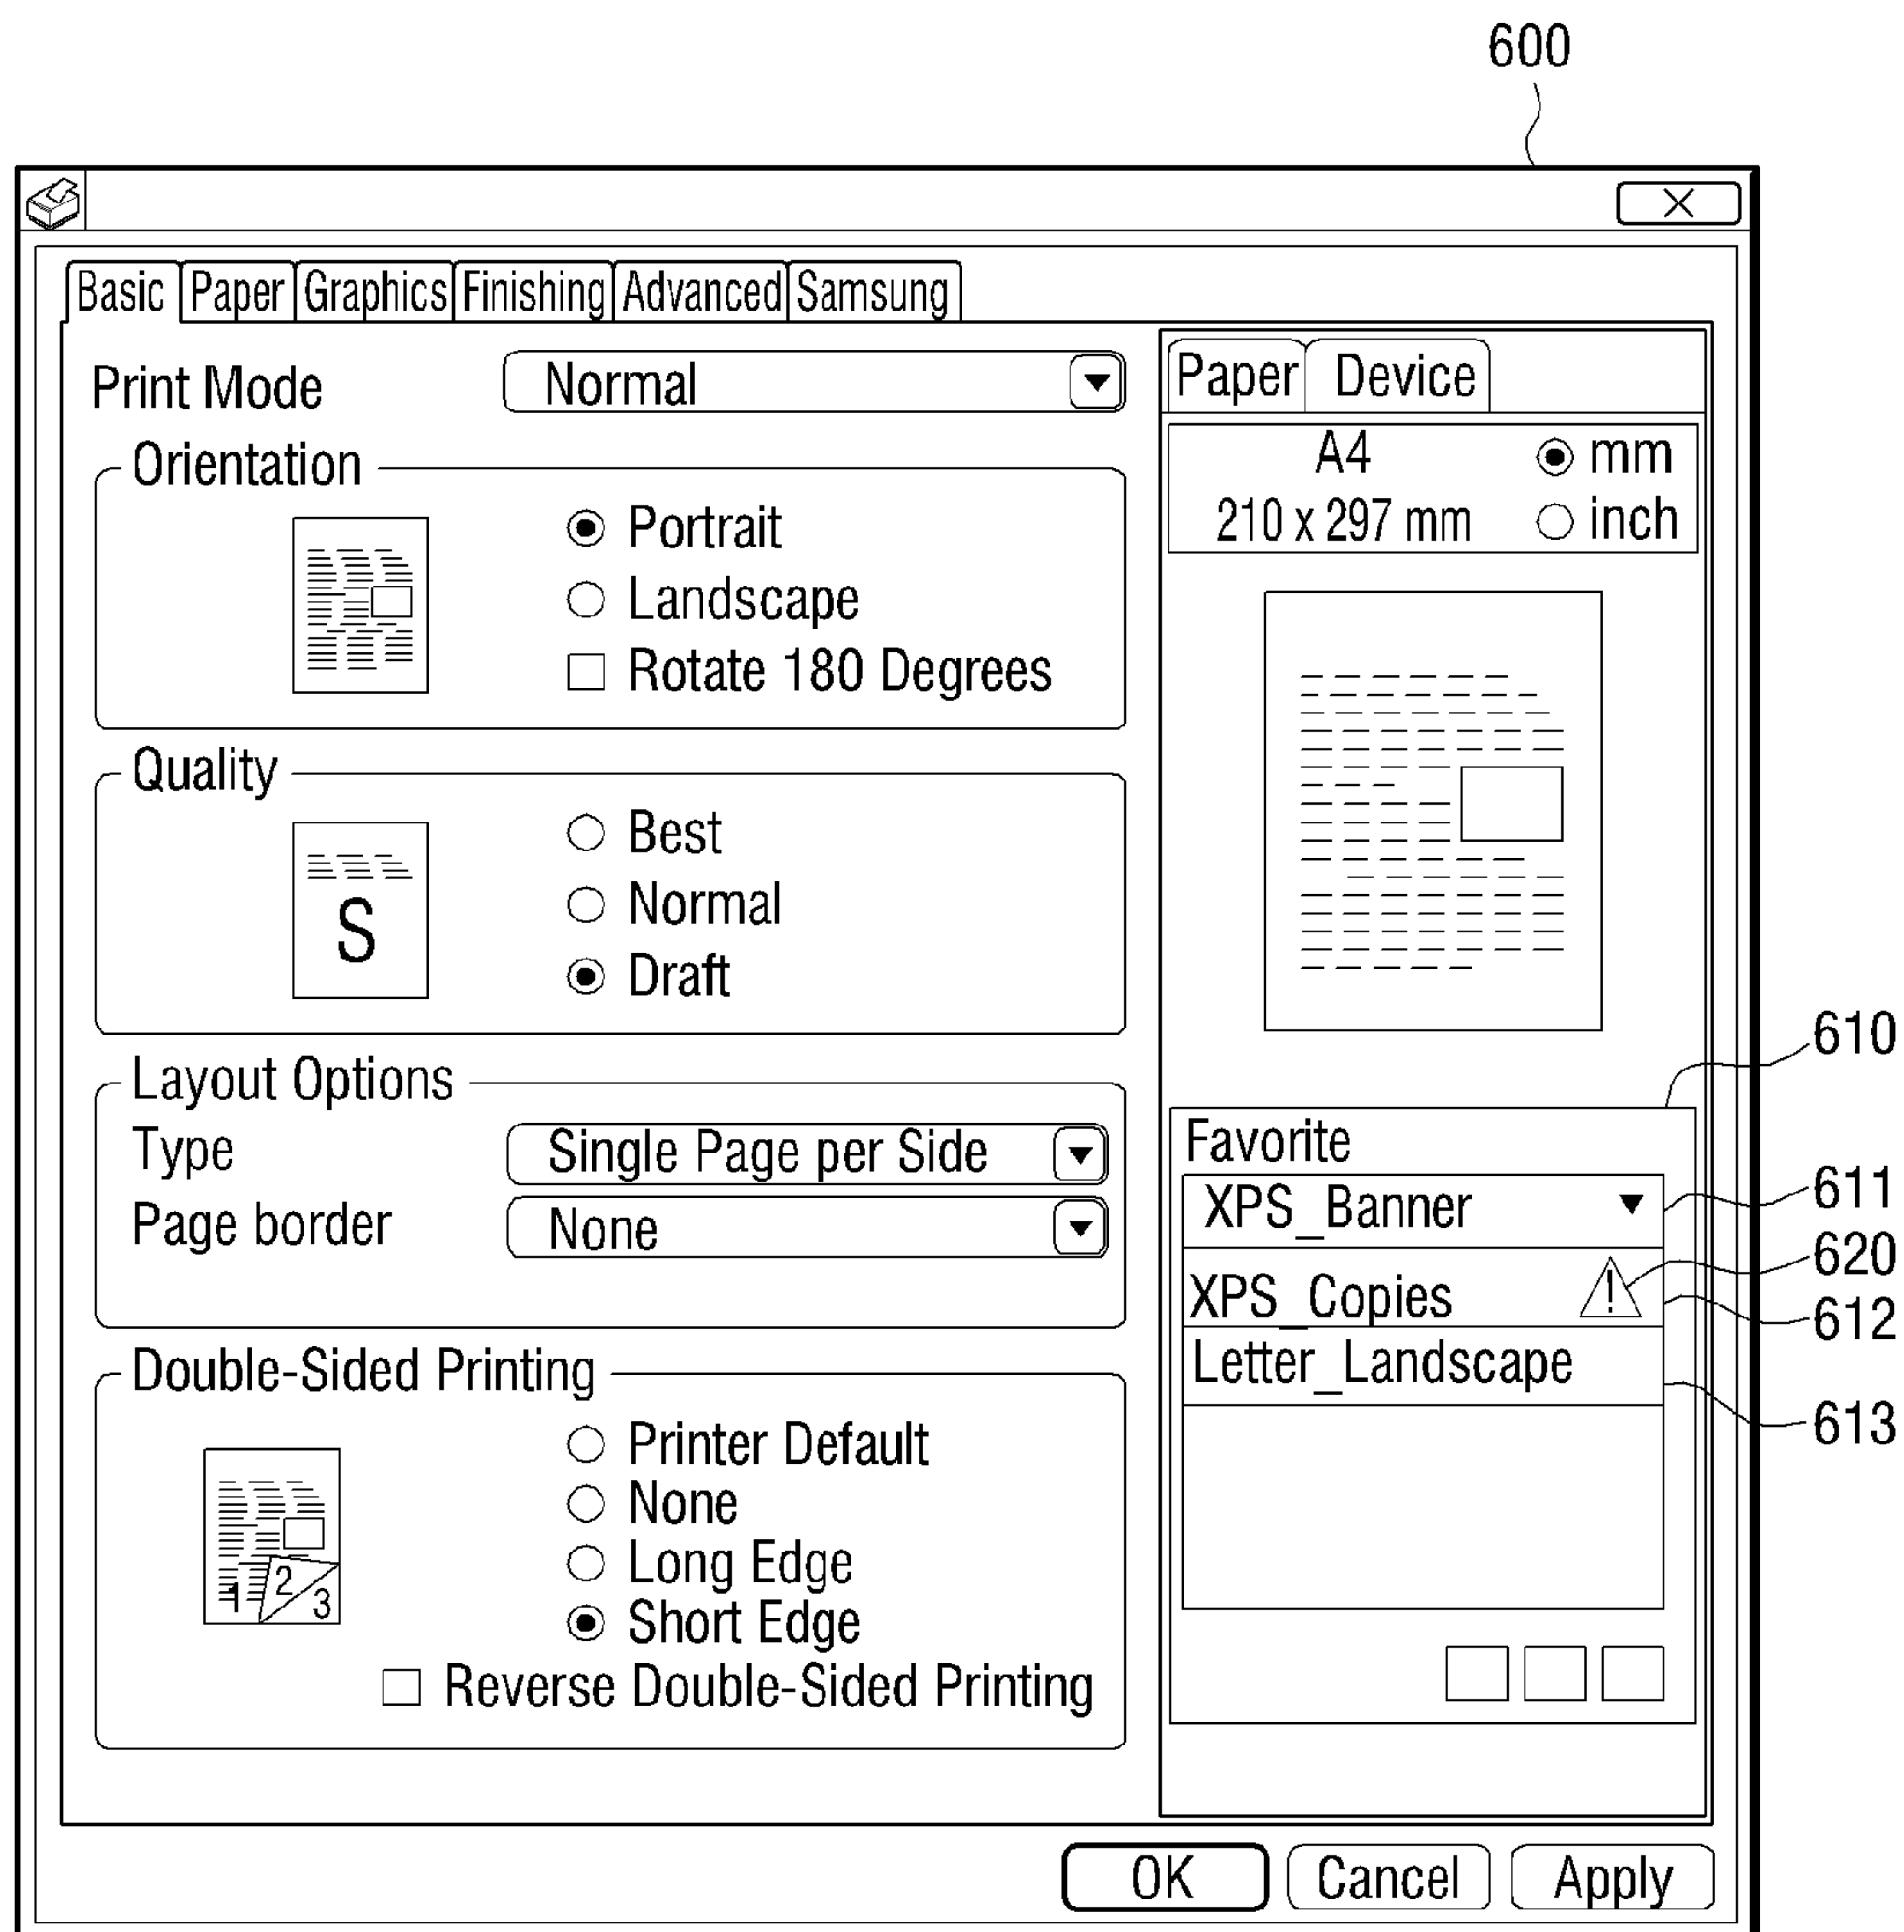 600
Basic Paper Graphics Finishing Advanced Samsung
Print Mode Normal
Orientation
Portrait
Landscape
Rotate 180 Degrees
Quality
S
Best
Normal
Draft
Layout Options
Type Single Page per Side
Page border None
Double-Sided Printing
1 2 3
Printer Default
None
Long Edge
Short Edge
Reverse Double-Sided Printing
Paper Device
A4 mm
210 x 297 mm inch
610
Favorite
XPS_Banner 611
620
XPS_Copies ! 612
Letter_Landscape 613
OK Cancel Apply